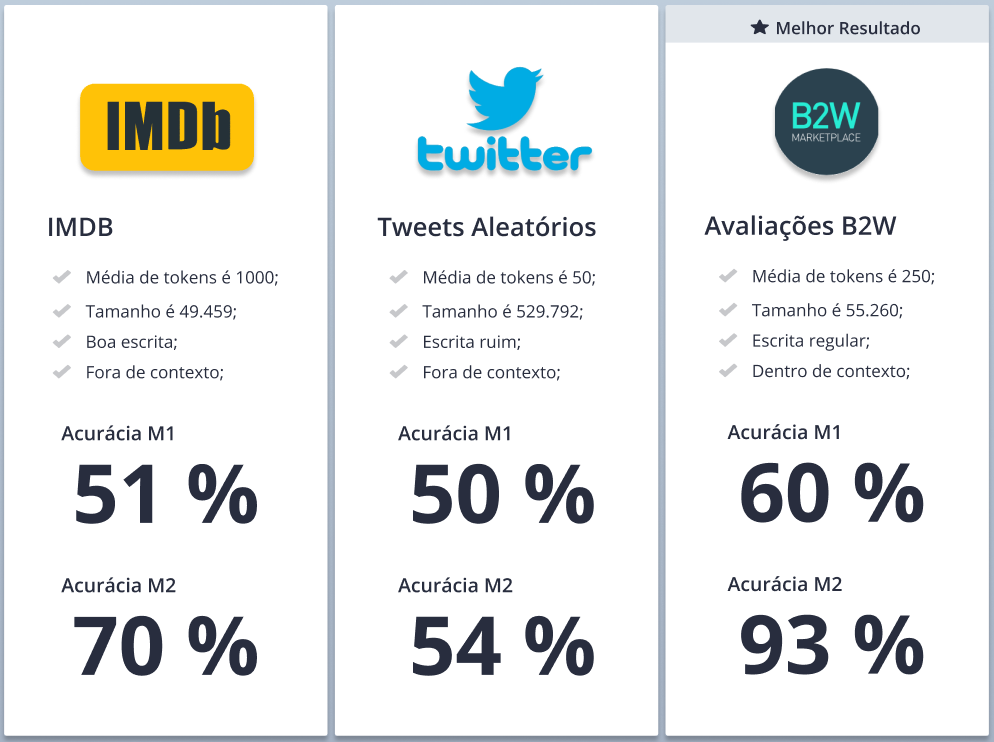 IMDb
IMDB
Média de tokens é 1000;
Tamanho é 49.459;
Boa escrita;
Fora de contexto;
Acurácia M1
51 %
Acurácia M2
70 %
twitter
Tweets Aleatórios
Média de tokens é 50;
Tamanho é 529.792;
Escrita ruim;
Fora de contexto;
Acurácia M1
50 %
Acurácia M2
54 %
Melhor Resultado
B2W
MARKETPLACE
Avaliações B2W
Média de tokens é 250;
Tamanho é 55.260;
Escrita regular;
Dentro de contexto;
Acurácia M1
60 %
Acurácia M2
93 %